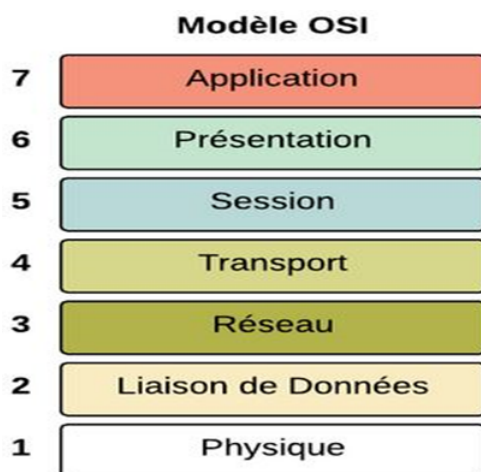 Modèle OSI
7 Application
6 Présentation
5 Session
4 Transport
3 Réseau
2 Liaison de Données
1 Physique